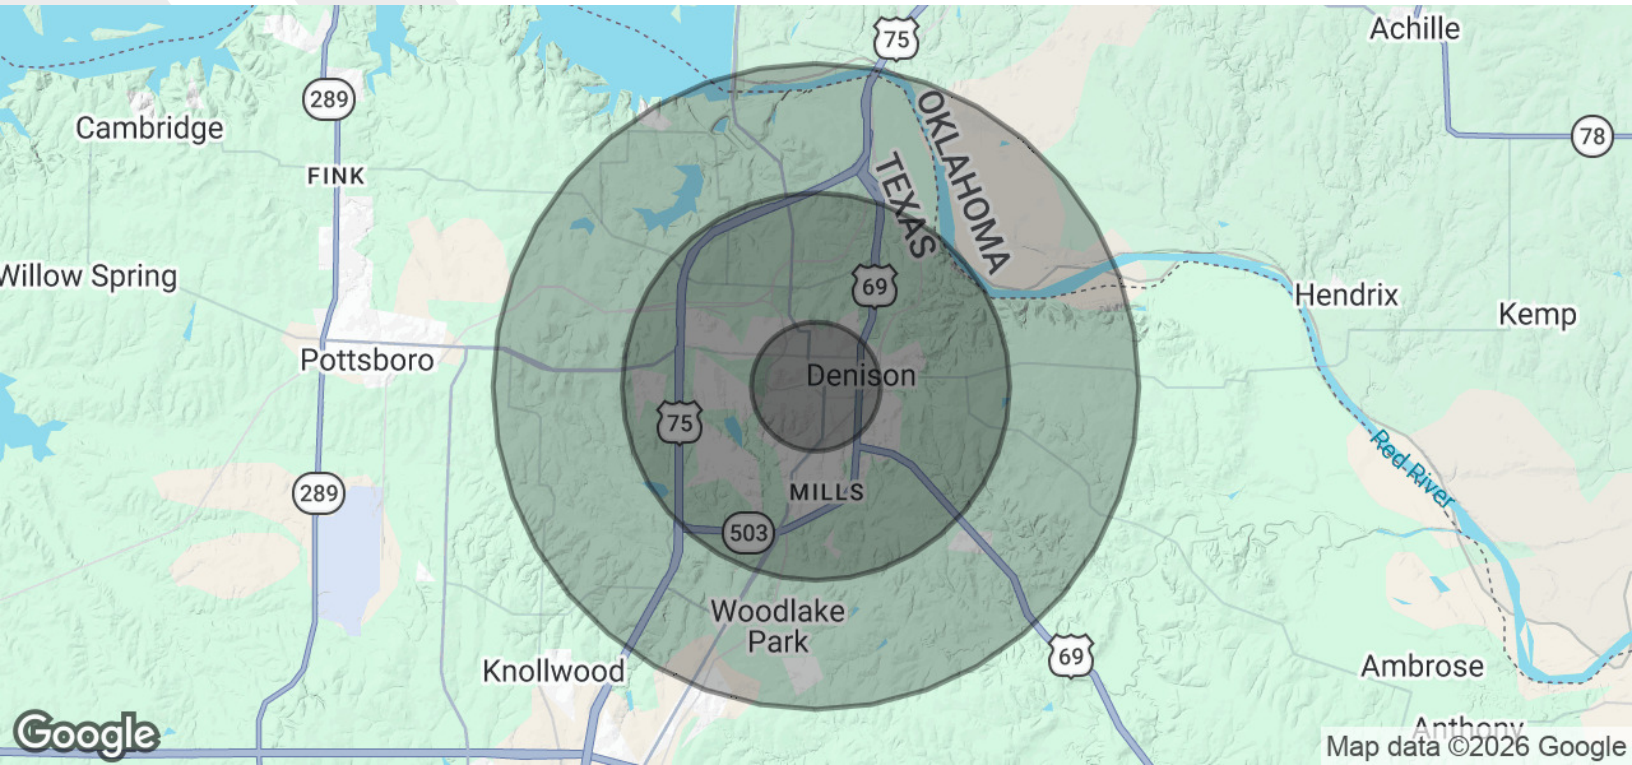 75
Achille
289
OKLAHOMA
Cambridge
78
TEXAS
FINK
Willow Spring
69
Hendrix
Kemp
Pottsboro
Denison
75
Red River
289
MILLS
503
Woodlake
Park
Knollwood
69
Ambrose
Anthony
Google
Map data ©2026 Google